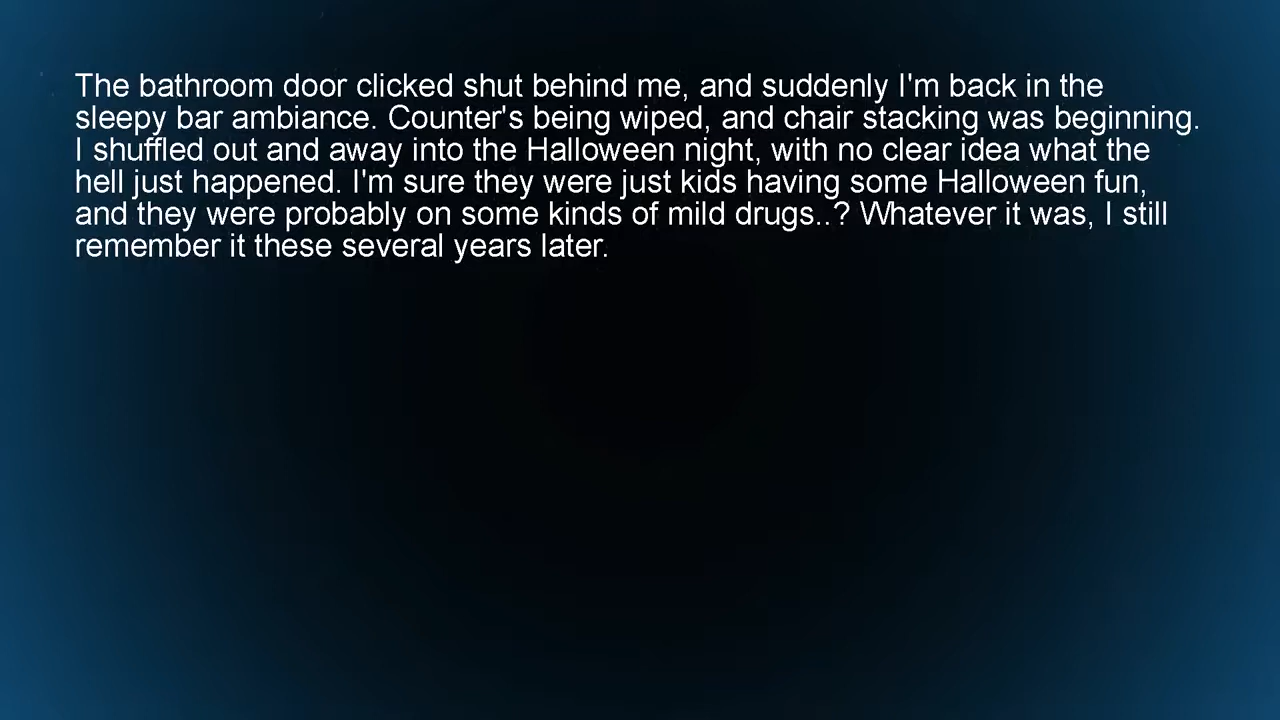 The bathroom door clicked shut behind me, and suddenly I'm back in the
sleepy bar ambiance. Counter's being wiped, and chair stacking was beginning.
I shuffled out and away into the Halloween night, with no clear idea what the
hell just happened. I'm sure they were just kids having some Halloween fun,
and they were probably on some kinds of mild drugs..? Whatever it was, I still
remember it these several years later.